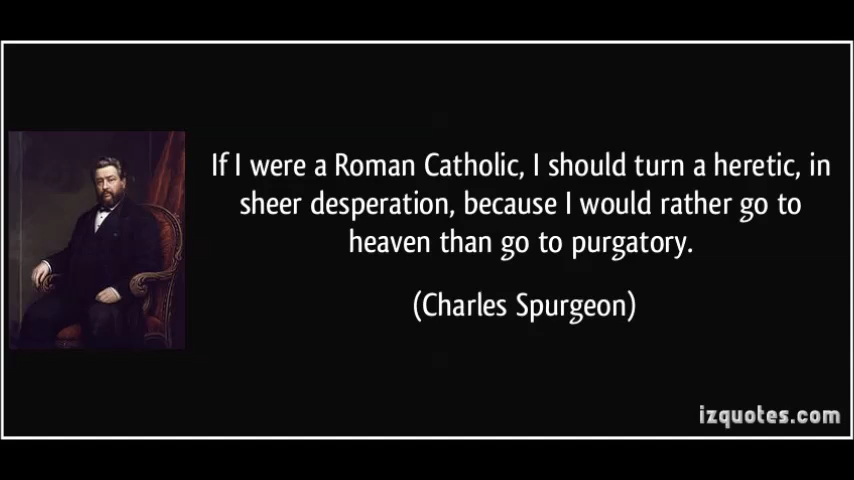 If I were a Roman Catholic, I should turn a heretic, in
sheer desperation, because I would rather go to
heaven than go to purgatory.
(Charles Spurgeon)
izquotes.com